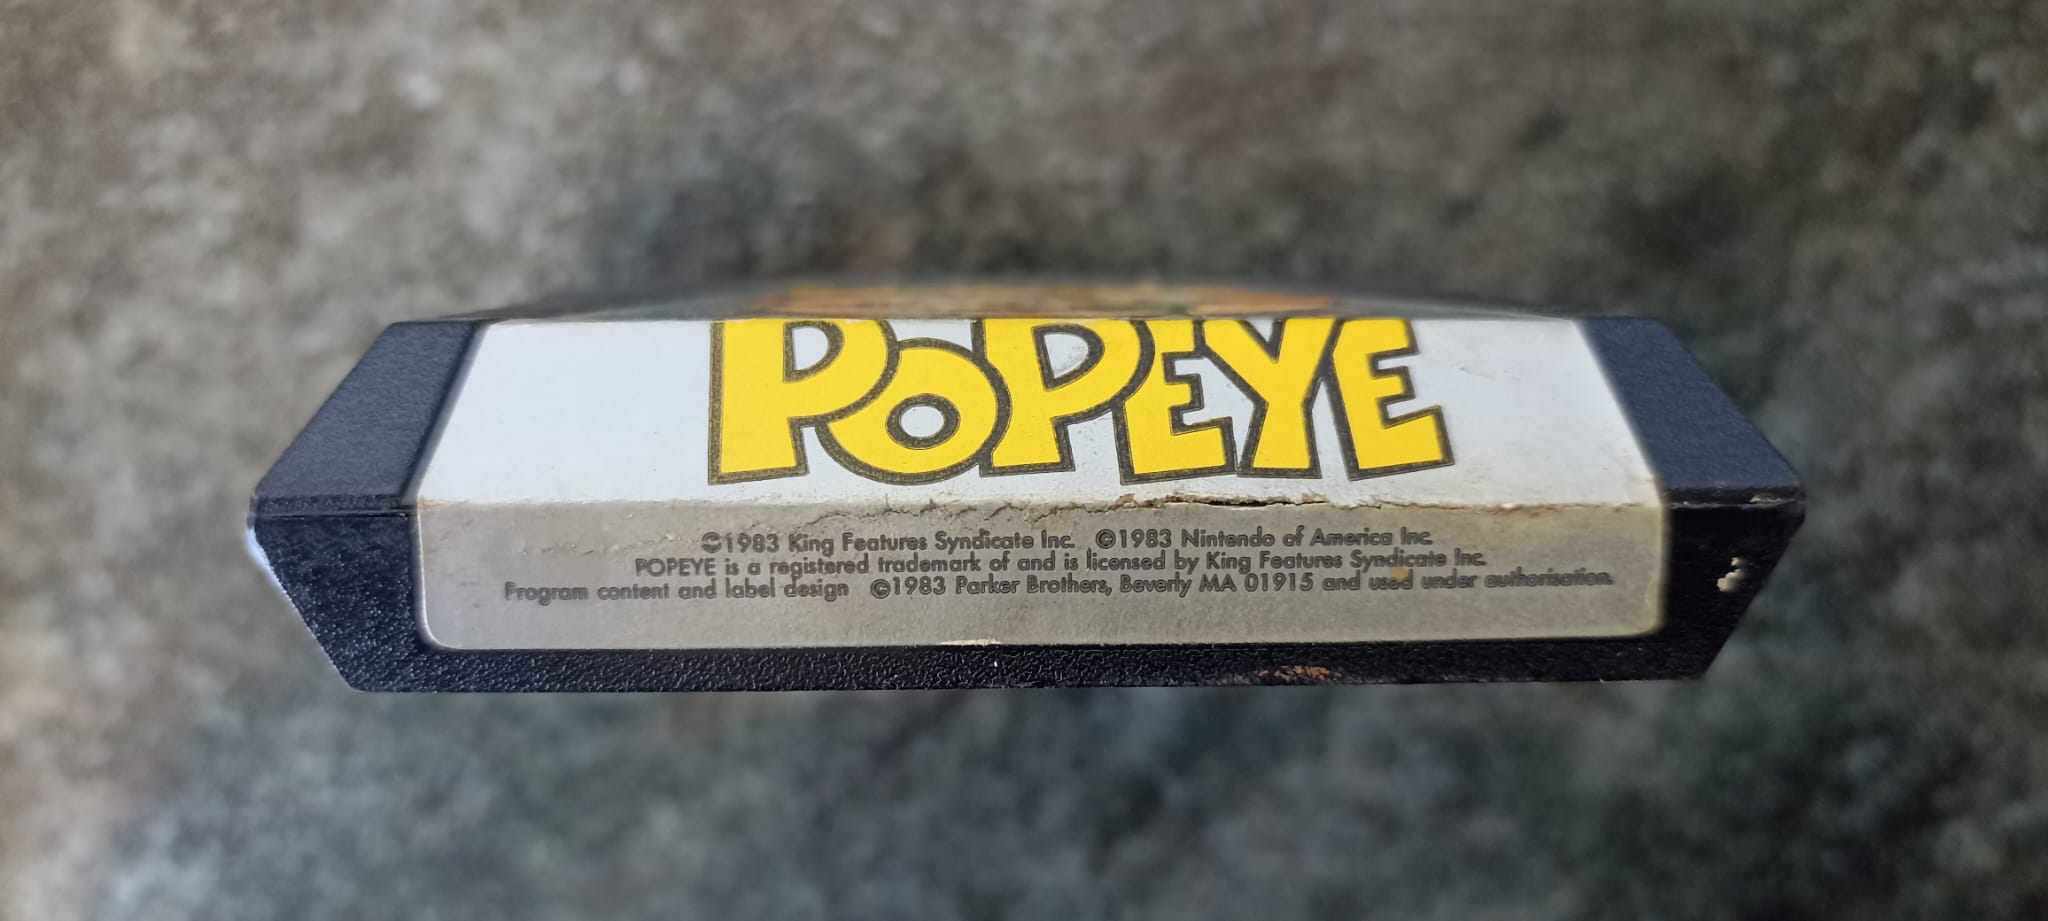 POPEYE
©1983 King Features Syndicate Inc. ©1983 Nintendo of America Inc.
POPEYE is a registered trademark of and is licensed by King Features Syndicate Inc.
Program content and label design ©1983 Parker Brothers, Beverly MA 01915 and used under authorisation.